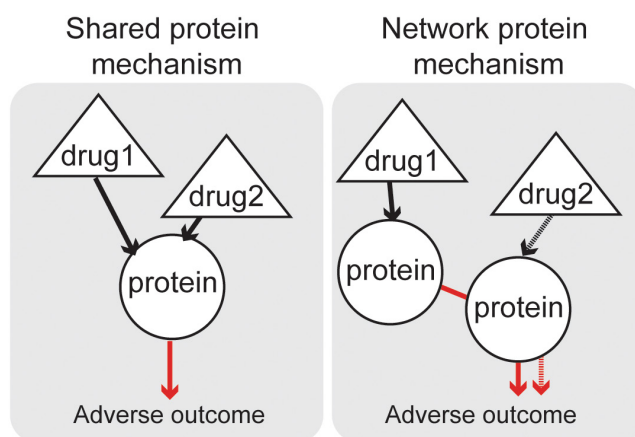 Shared protein
mechanism
drug1
drug2
protein
Adverse outcome
Network protein
mechanism
drug1
drug2
protein
protein
Adverse outcome